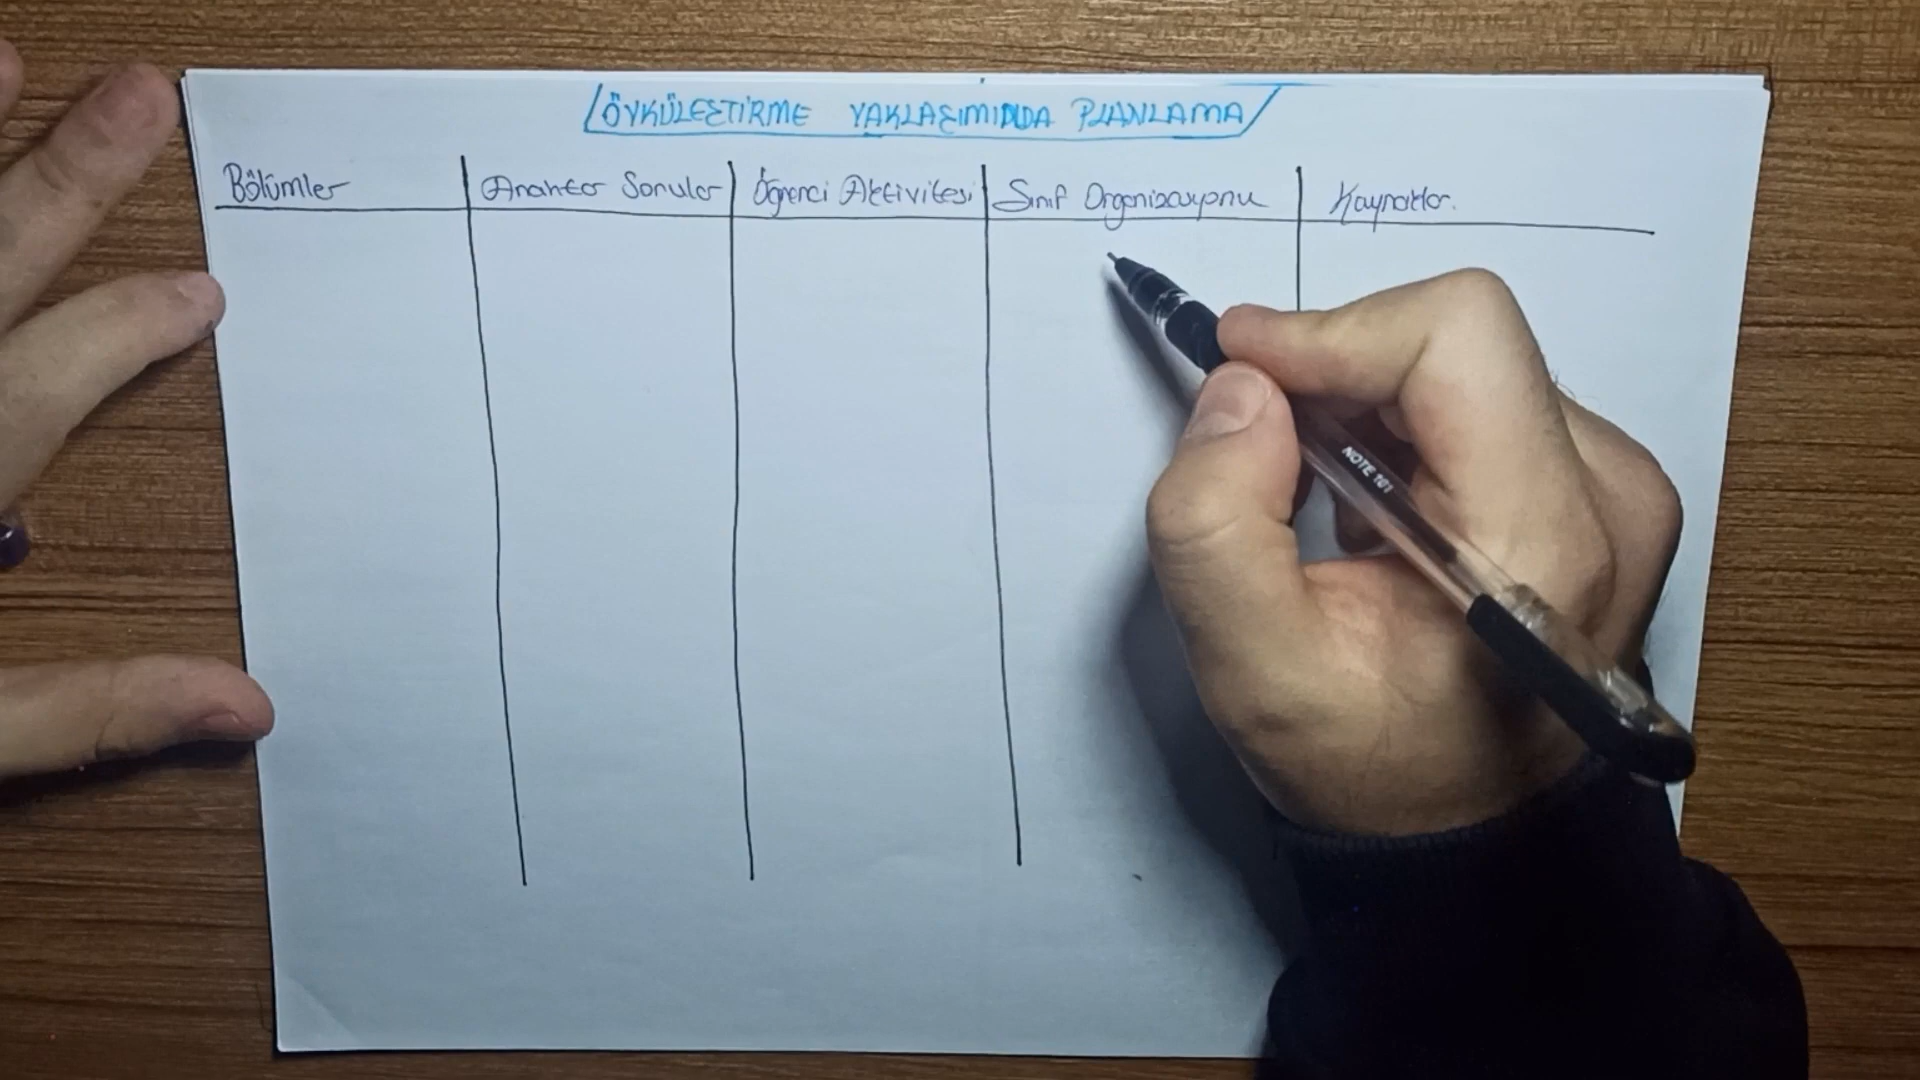 ÖYKÜLEŞTİRME YAKLAŞIMINDA PLANLAMA
Bölümler Anahtar Sorular Öğrenci Aktivitesi Sınıf Organizasyonu Kaynaklar.
NOTE 101